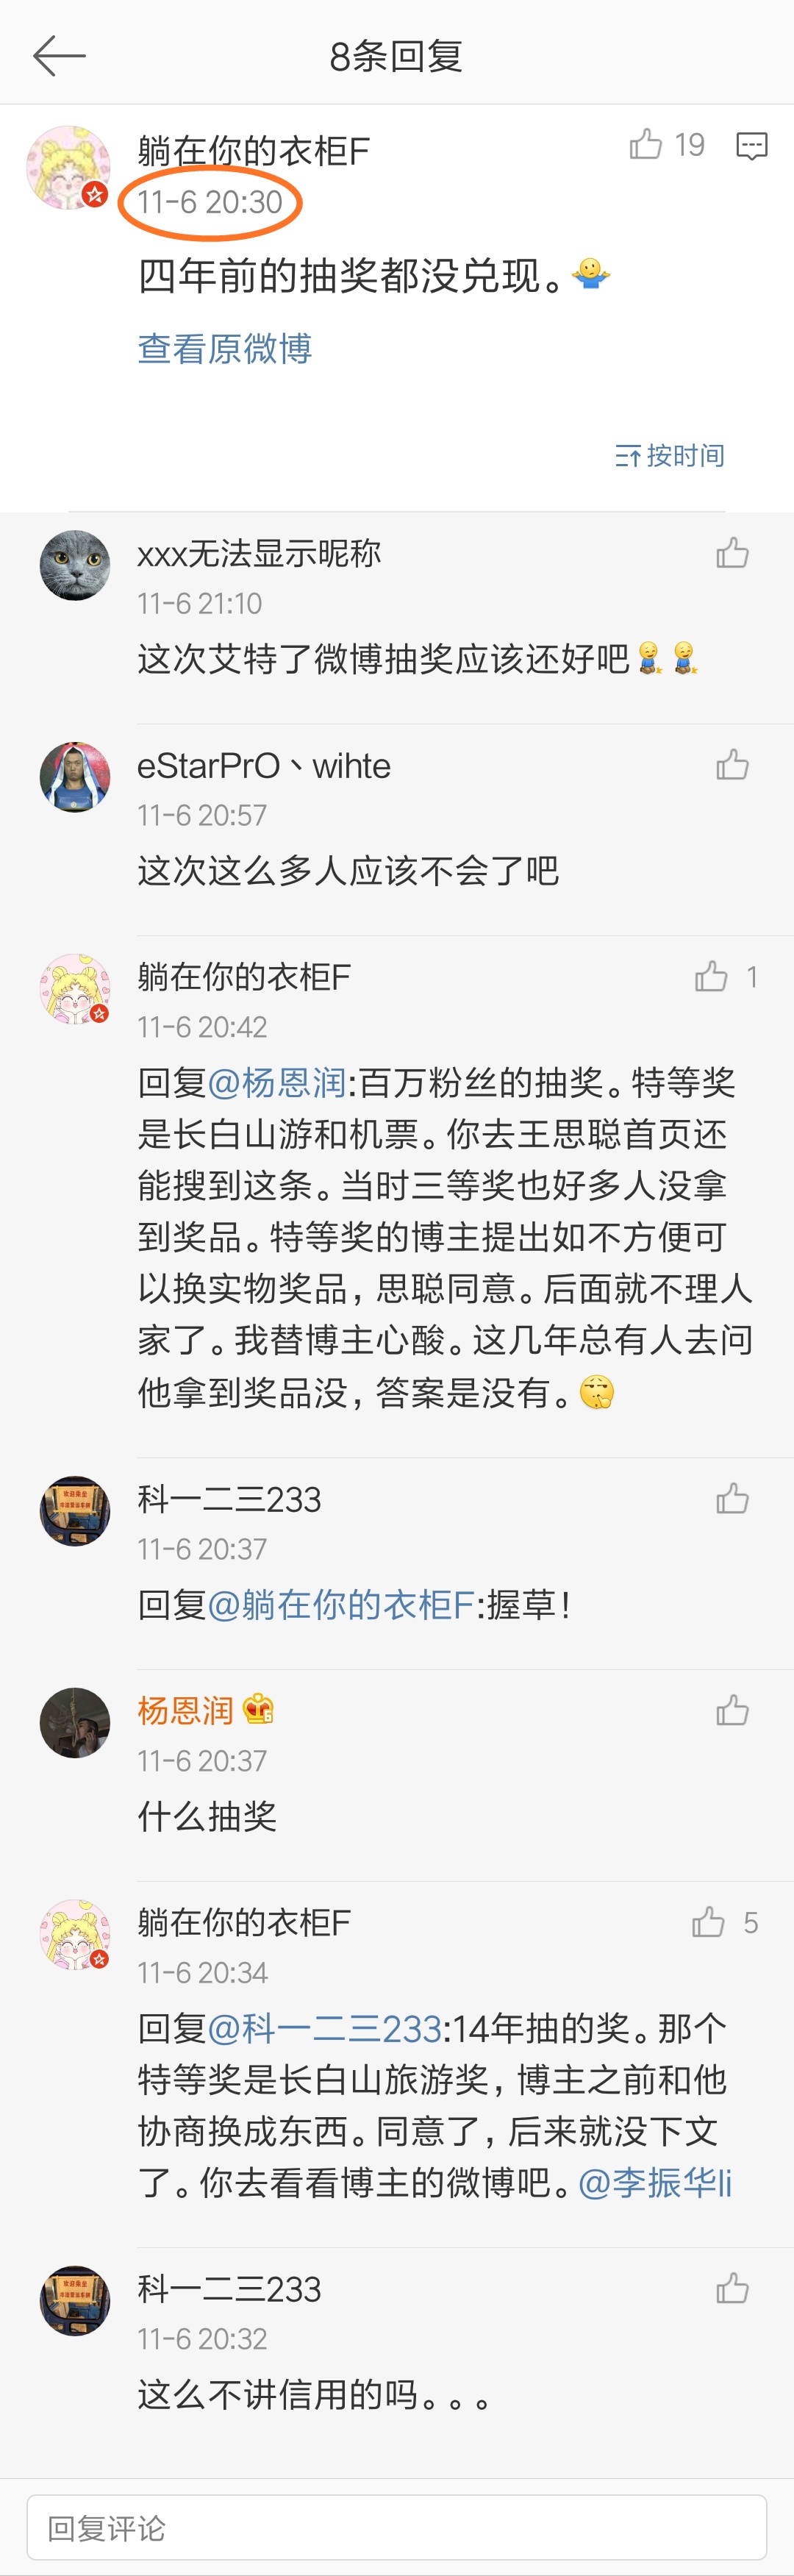 8条回复
躺在你的衣柜F
19
11-6 20:30
四年前的抽奖都没兑现。🤷
查看原微博
按时间
xxx无法显示昵称
11-6 21:10
这次艾特了微博抽奖应该还好吧
eStarPrO丶wihte
11-6 20:57
这次这么多人应该不会了吧
躺在你的衣柜F
1
11-6 20:42
回复@杨恩润:百万粉丝的抽奖。特等奖
是长白山游和机票。你去王思聪首页还
能搜到这条。当时三等奖也好多人没拿
到奖品。特等奖的博主提出如不方便可
以换实物奖品，思聪同意。后面就不理人
家了。我替博主心酸。这几年总有人去问
他拿到奖品没，答案是没有。
科一二三233
11-6 20:37
回复@躺在你的衣柜F:握草！
杨恩润
11-6 20:37
什么抽奖
躺在你的衣柜F
5
11-6 20:34
回复@科一二三233:14年抽的奖。那个
特等奖是长白山旅游奖，博主之前和他
协商换成东西。同意了，后来就没下文
了。你去看看博主的微博吧。@李振华li
科一二三233
11-6 20:32
这么不讲信用的吗。。。
回复评论